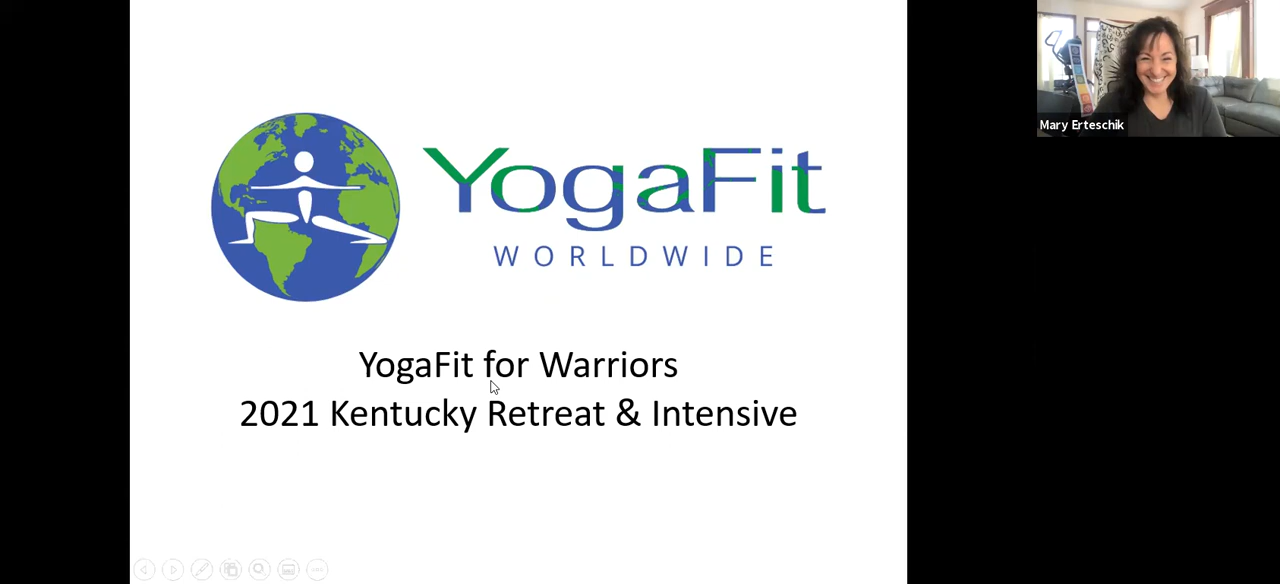 Mary Erteschik
YogaFit
WORLDWIDE
YogaFit for Warriors
2021 Kentucky Retreat & Intensive